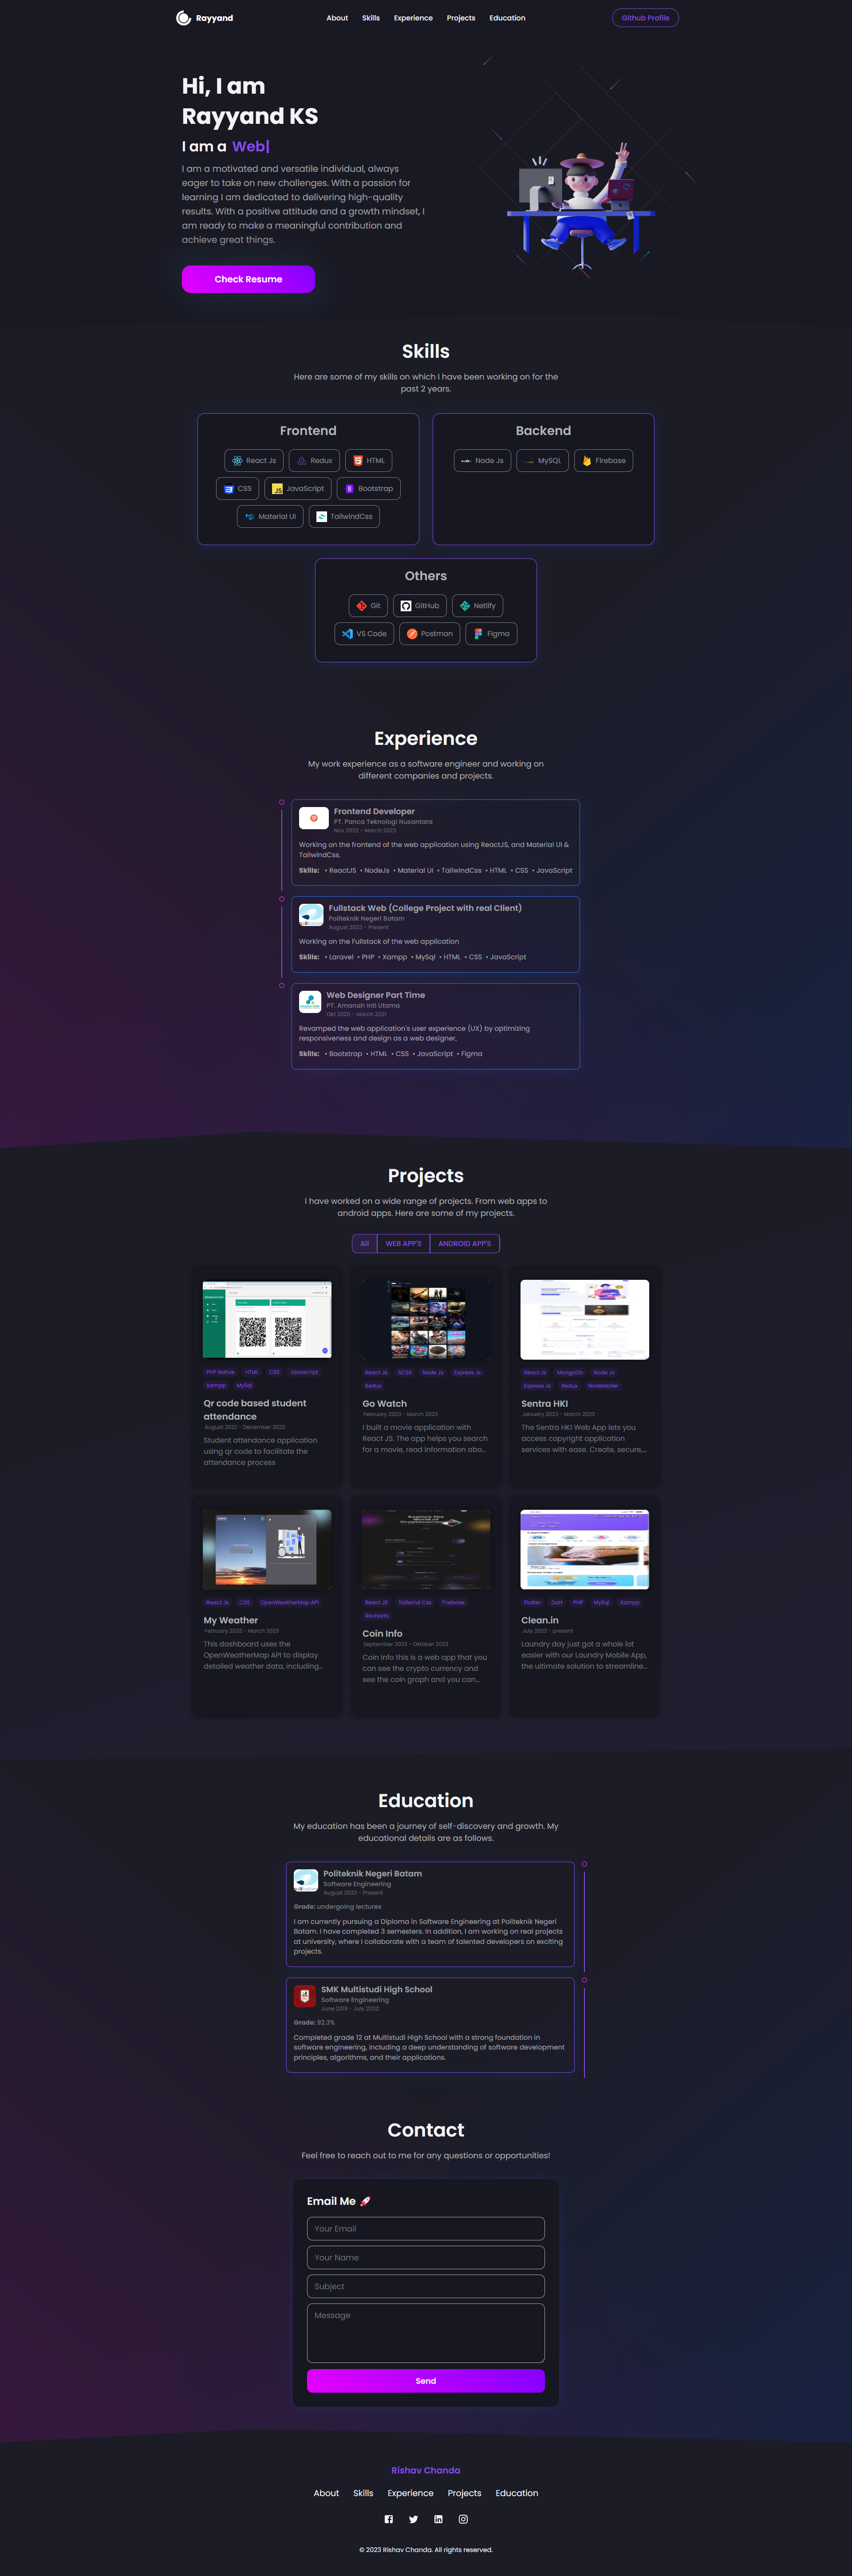 Rayyand
About Skills Experience Projects Education
Github Profile
Hi, I am
Rayyand KS
I am a Web|
I am a motivated and versatile individual, always
eager to take on new challenges. With a passion for
learning I am dedicated to delivering high-quality
results. With a positive attitude and a growth mindset, I
am ready to make a meaningful contribution and
achieve great things.
Check Resume
Skills
Here are some of my skills on which I have been working on for the
past 2 years.
Frontend
React Js Redux HTML
CSS JavaScript Bootstrap
Material UI TailwindCss
Backend
Node Js MySQL Firebase
Others
Git GitHub Netlify
VS Code Postman Figma
Experience
My work experience as a software engineer and working on
different companies and projects.
Frontend Developer
PT. Panca Teknologi Nusantara
Nov 2022 - March 2023
Working on the frontend of the web application using ReactJS, and Material UI &
TailwindCss.
Skills: • ReactJS • NodeJs • Material UI • TailwindCss • HTML • CSS • JavaScript
Fullstack Web (College Project with real Client)
Politeknik Negeri Batam
August 2023 - Present
Working on the Fullstack of the web application
Skills: • Laravel • PHP • Xampp • MySql • HTML • CSS • JavaScript
Web Designer Part Time
PT. Amanah Inti Utama
Okt 2020 - March 2021
Revamped the web application's user experience (UX) by optimizing
responsiveness and design as a web designer,
Skills: • Bootstrap • HTML • CSS • JavaScript • Figma
Projects
I have worked on a wide range of projects. From web apps to
android apps. Here are some of my projects.
All WEB APP'S ANDROID APP'S
PHP Native HTML CSS Javascript
Xampp MySql
Qr code based student
attendance
August 2022 - December 2022
Student attendance application
using qr code to facilitate the
attendance process
React Js SCSS Node Js Express Js
Redux
Go Watch
February 2023 - March 2023
I built a movie application with
React JS. The app helps you search
for a movie, read information abo...
React Js MongoDb Node Js
Express Js Redux NodeMailer
Sentra HKI
January 2023 - March 2023
The Sentra HKI Web App lets you
access copyright application
services with ease. Create, secure,...
React Js CSS OpenWeatherMap API
My Weather
February 2023 - March 2023
This dashboard uses the
OpenWeatherMap API to display
detailed weather data, including...
React JS Tailwind Css Firebase
Recharts
Coin Info
September 2022 - Oktober 2023
Coin Info this is a web app that you
can see the crypto currency and
see the coin graph and you can...
Flutter Dart PHP MySql Xampp
Clean.in
July 2023 - present
Laundry day just got a whole lot
easier with our Laundry Mobile App,
the ultimate solution to streamline...
Education
My education has been a journey of self-discovery and growth. My
educational details are as follows.
Politeknik Negeri Batam
Software Engineering
August 2022 - Present
Grade: undergoing lectures
I am currently pursuing a Diploma in Software Engineering at Politeknik Negeri
Batam. I have completed 3 semesters. In addition, I am working on real projects
at university, where I collaborate with a team of talented developers on exciting
projects.
SMK Multistudi High School
Software Engineering
June 2019 - July 2022
Grade: 92.3%
Completed grade 12 at Multistudi High School with a strong foundation in
software engineering, including a deep understanding of software development
principles, algorithms, and their applications.
Contact
Feel free to reach out to me for any questions or opportunities!
Email Me 🚀
Your Email
Your Name
Subject
Message
Send
Rishav Chanda
About Skills Experience Projects Education
© 2023 Rishav Chanda. All rights reserved.